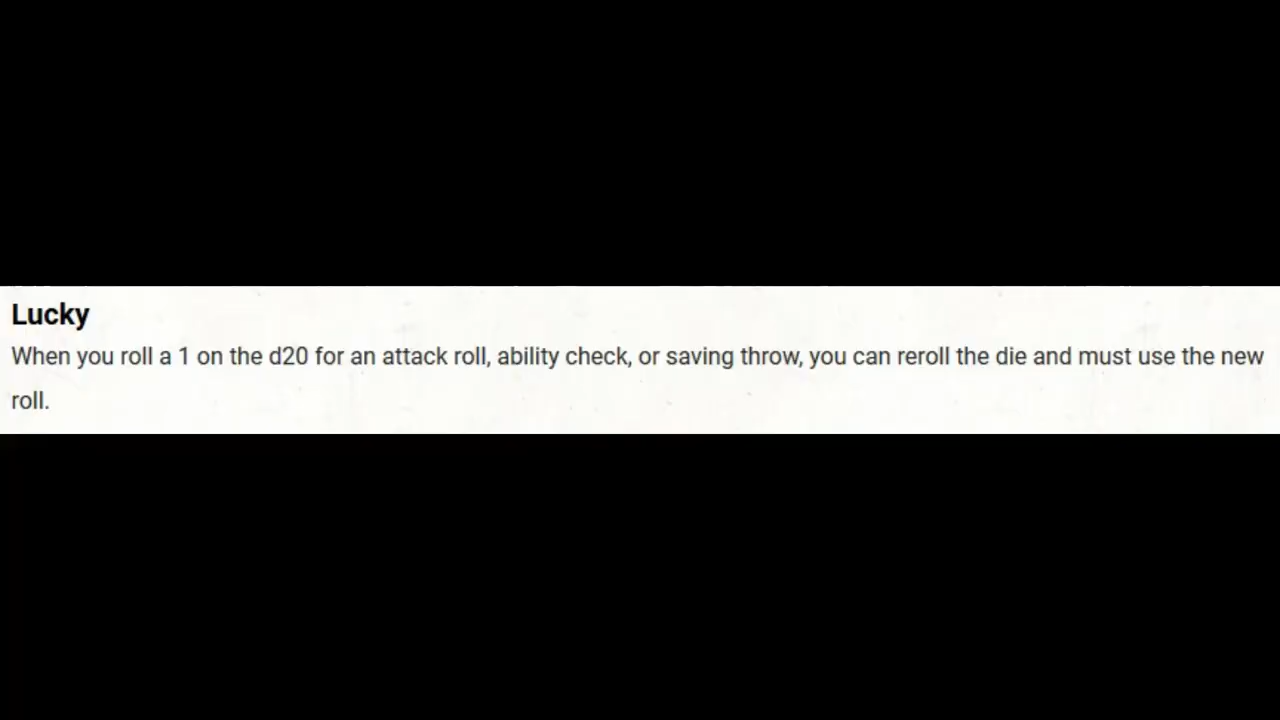 Lucky
When you roll a 1 on the d20 for an attack roll, ability check, or saving throw, you can reroll the die and must use the new
roll.